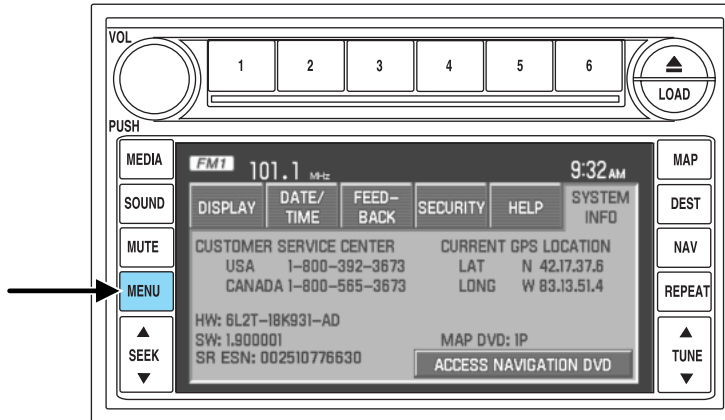 VOL
1 2 3 4 5 6
LOAD
PUSH
MEDIA
SOUND
MUTE
MENU
SEEK
FM1 101.1 MHz 9:32 AM
DISPLAY DATE/TIME FEED-BACK SECURITY HELP SYSTEM INFO
CUSTOMER SERVICE CENTER
USA 1-800-392-3673
CANADA 1-800-565-3673
CURRENT GPS LOCATION
LAT N 42.17.37.6
LONG W 83.13.51.4
HW: 6L2T-18K931-AD
SW: 1.900001
SR ESN: 002510776630
MAP DVD: 1P
ACCESS NAVIGATION DVD
MAP
DEST
NAV
REPEAT
TUNE